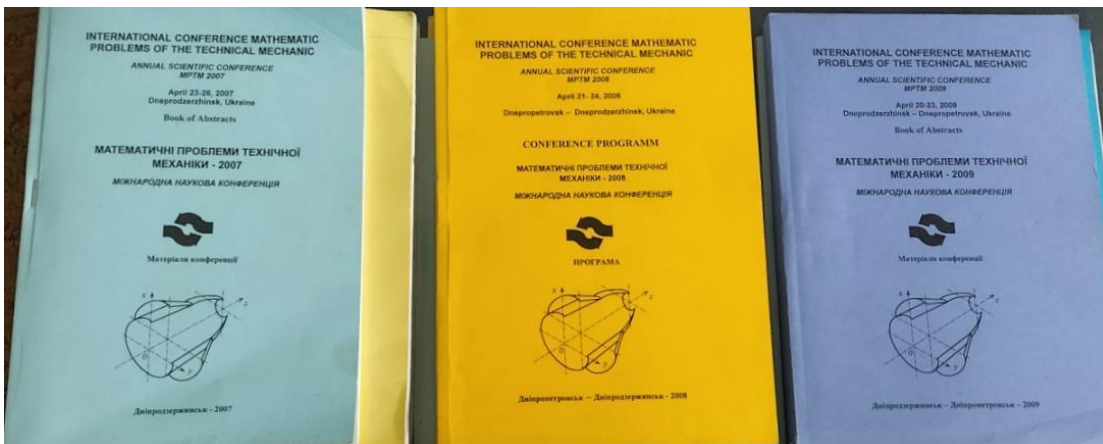 INTERNATIONAL CONFERENCE MATHEMATIC
PROBLEMS OF THE TECHNICAL MECHANIC
ANNUAL SCIENTIFIC CONFERENCE
MPTM 2007
April 23-26, 2007
Dneprodzerzhinsk, Ukraine
Book of Abstracts
МАТЕМАТИЧНІ ПРОБЛЕМИ ТЕХНІЧНОЇ
МЕХАНІКИ - 2007
МІЖНАРОДНА НАУКОВА КОНФЕРЕНЦІЯ
Матеріали конференції
x
z
0
y
Дніпродзержинськ - 2007
INTERNATIONAL CONFERENCE MATHEMATIC
PROBLEMS OF THE TECHNICAL MECHANIC
ANNUAL SCIENTIFIC CONFERENCE
MPTM 2008
April 21- 24, 2008
Dnepropetrovsk – Dneprodzerzhinsk, Ukraine
CONFERENCE PROGRAMM
МАТЕМАТИЧНІ ПРОБЛЕМИ ТЕХНІЧНОЇ
МЕХАНІКИ - 2008
МІЖНАРОДНА НАУКОВА КОНФЕРЕНЦІЯ
ПРОГРАМА
x
z
0
y
Дніпропетровськ – Дніпродзержинськ - 2008
INTERNATIONAL CONFERENCE MATHEMATIC
PROBLEMS OF THE TECHNICAL MECHANIC
ANNUAL SCIENTIFIC CONFERENCE
MPTM 2009
April 20-23, 2009
Dneprodzerzhinsk – Dnepropetrovsk, Ukraine
Book of Abstracts
МАТЕМАТИЧНІ ПРОБЛЕМИ ТЕХНІЧНОЇ
МЕХАНІКИ - 2009
МІЖНАРОДНА НАУКОВА КОНФЕРЕНЦІЯ
Матеріали конференції
x
z
0
y
Дніпродзержинськ – Дніпропетровськ – 2009